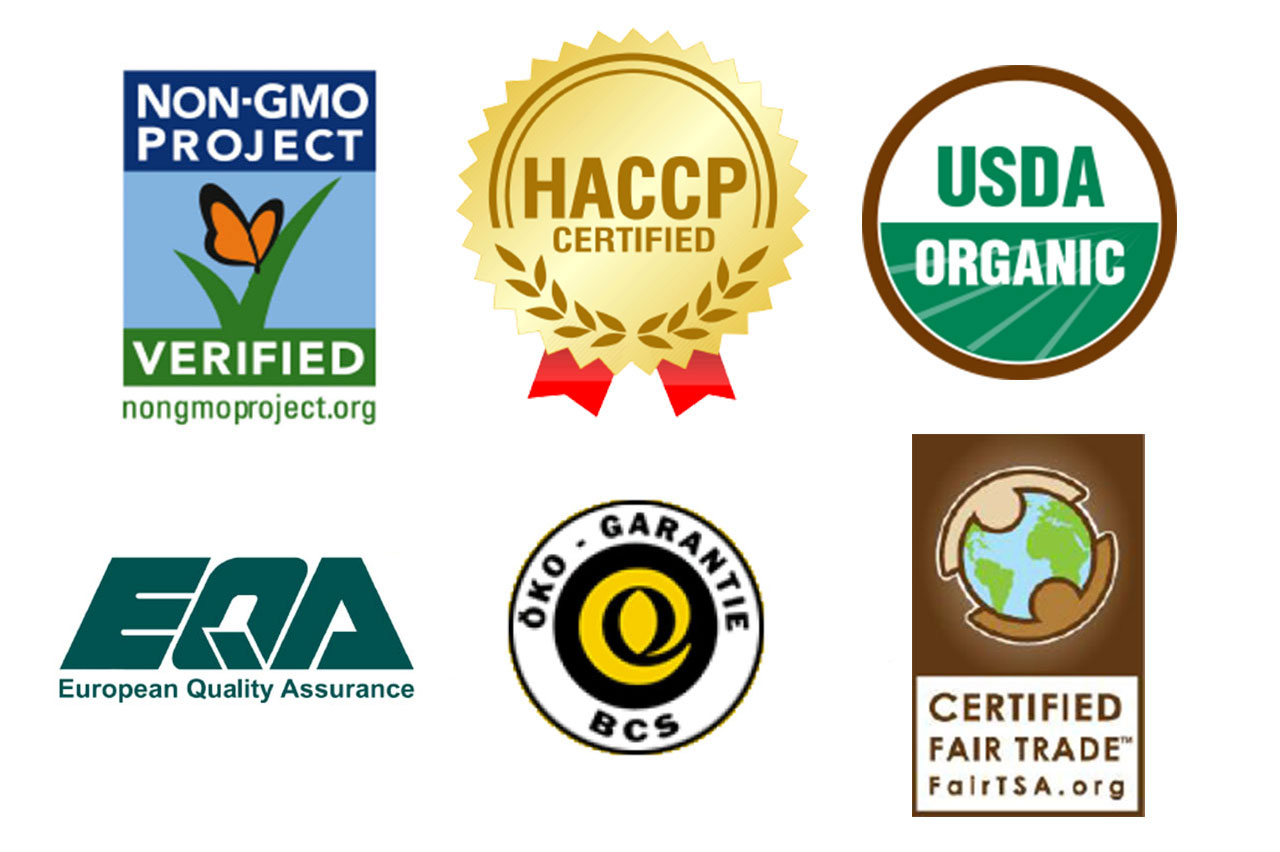 NON-GMO
PROJECT
VERIFIED
nongmoproject.org
HACCP
CERTIFIED
USDA
ORGANIC
EQA
European Quality Assurance
ÖKO - GARANTIE
BCS
CERTIFIED
FAIR TRADE™
FairTSA.org